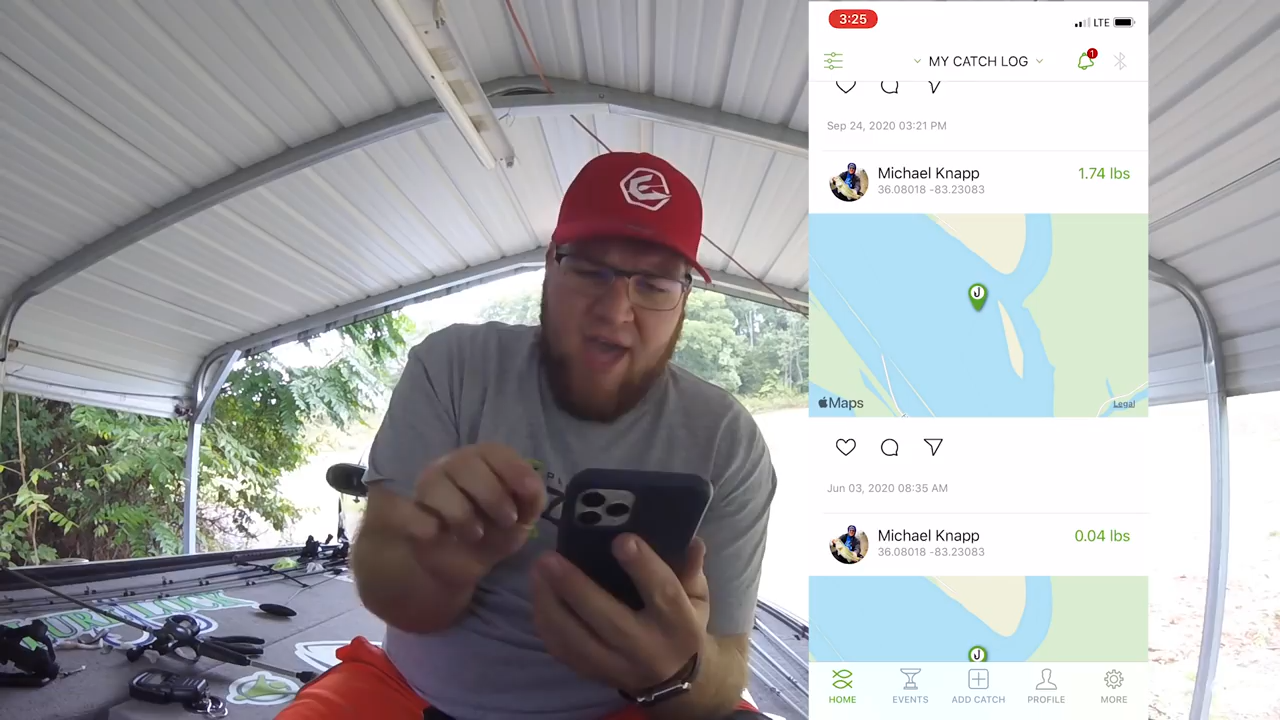 3:25
LTE
MY CATCH LOG
1
Sep 24, 2020 03:21 PM
Michael Knapp
1.74 lbs
36.08018 -83.23083
J
Maps
Legal
Jun 03, 2020 08:35 AM
Michael Knapp
0.04 lbs
36.08018 -83.23083
J
HOME
EVENTS
ADD CATCH
PROFILE
MORE